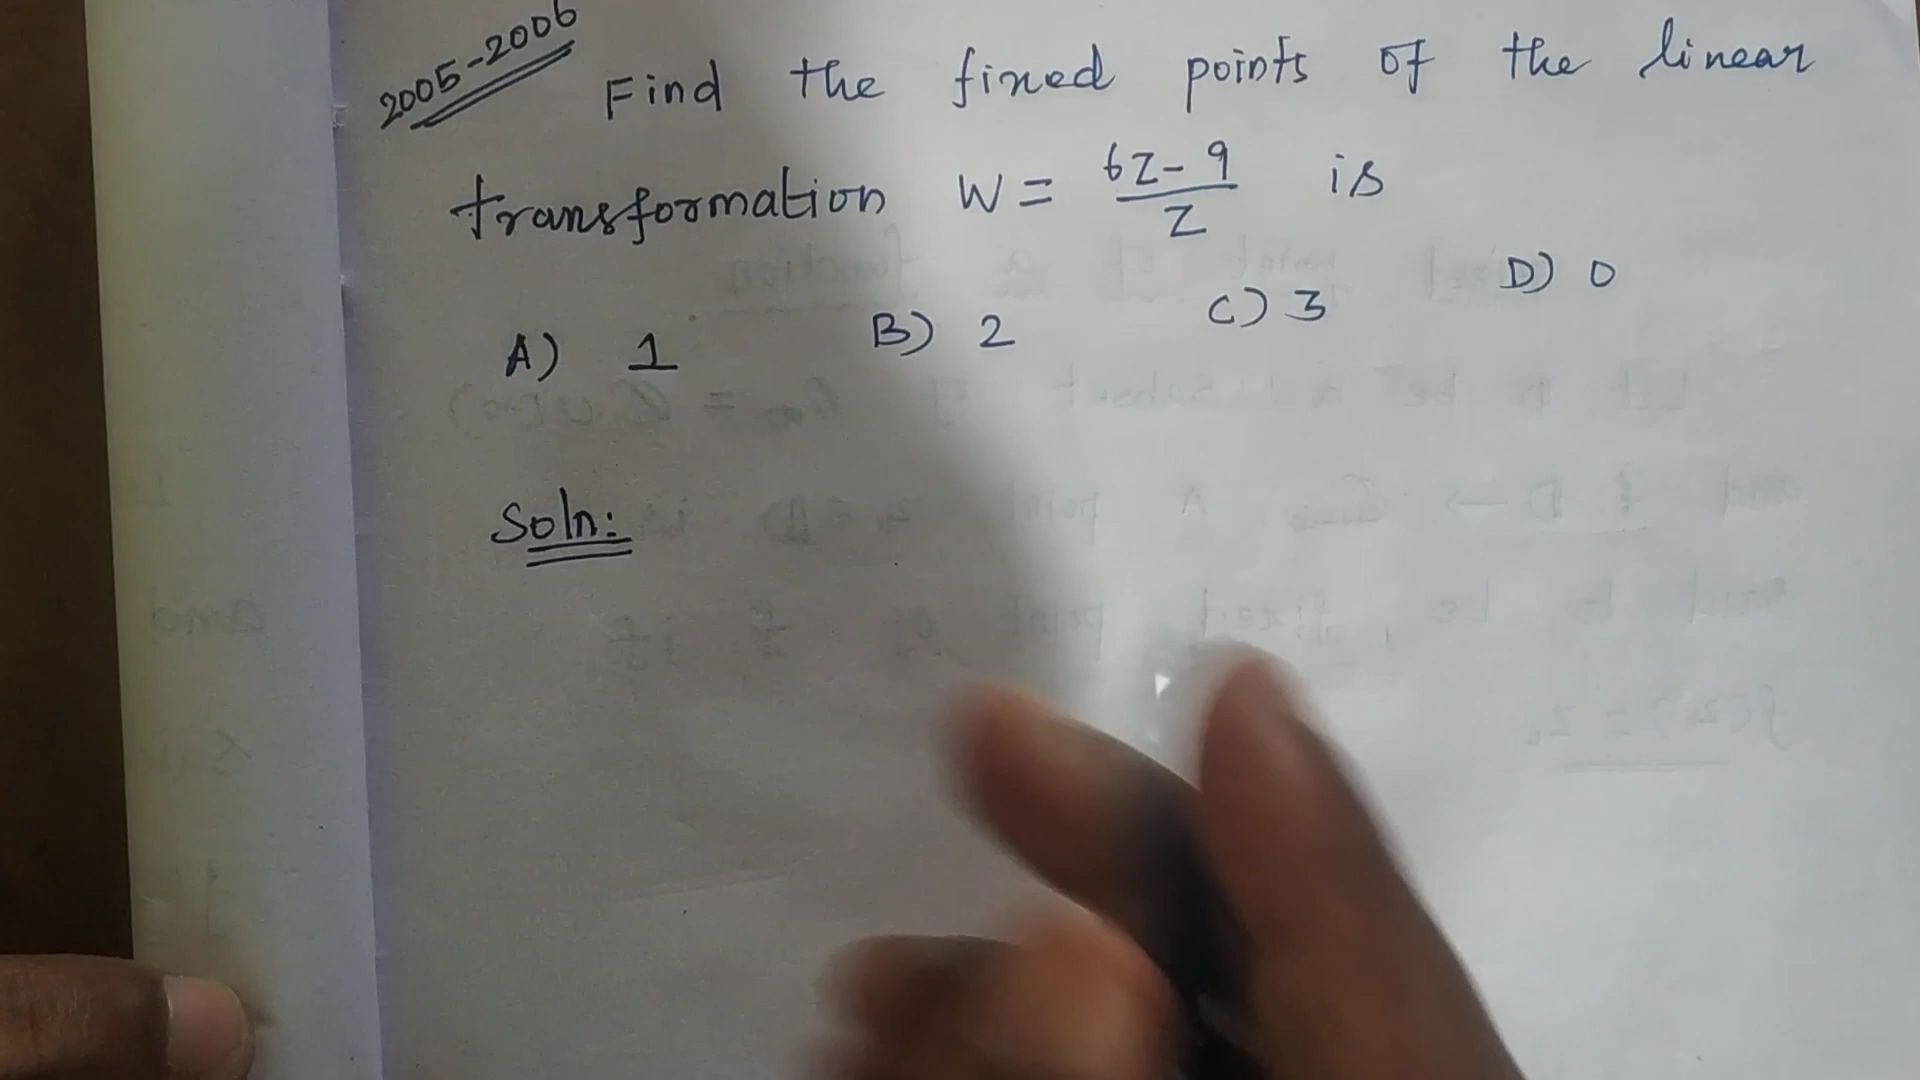 2005-2006
Find the fixed points of the linear
transformation W = 6Z-9/Z is
A) 1 B) 2 C) 3 D) 0
Soln: